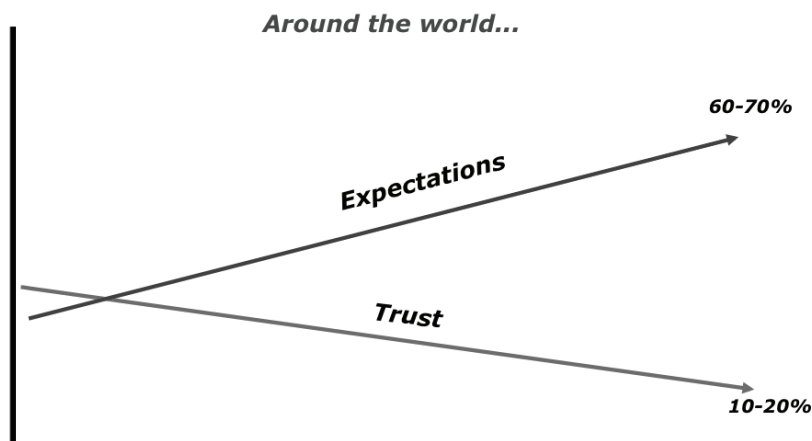 Around the world...
60-70%
Expectations
Trust
10-20%